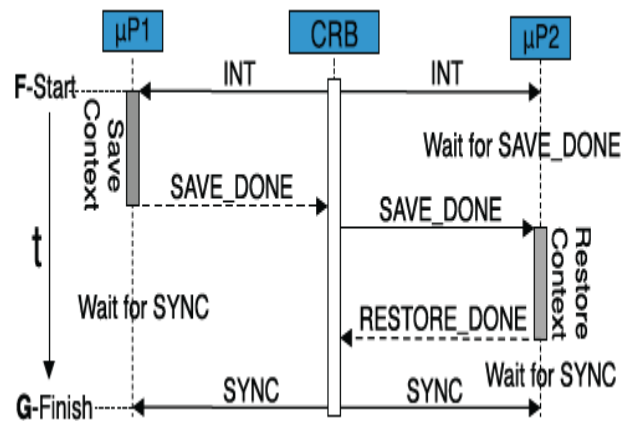 µP1
CRB
µP2
INT
INT
F-Start
Save
Context
Wait for SAVE_DONE
SAVE_DONE
SAVE_DONE
Restore
Context
t
Wait for SYNC
RESTORE_DONE
Wait for SYNC
SYNC
SYNC
G-Finish